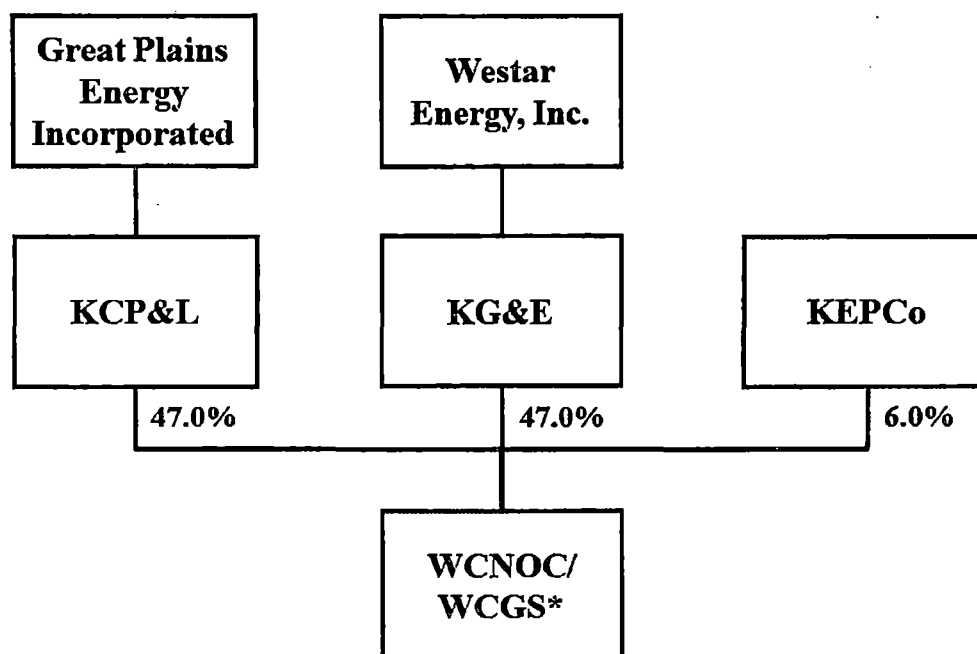 Great Plains
Energy
Incorporated
Westar
Energy, Inc.
KCP&L
KG&E
KEPCo
47.0%
47.0%
6.0%
WCNOC/
WCGS*